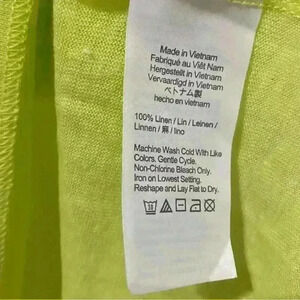 Made in Vietnam
Fabriqué au Viêt Nam
Hergestellt in Vietnam
Vervaardigd in Vietnam
ベトナム製
hecho en vietnam
100% Linen / Lin / Leinen /
Linnen / 麻 / lino
Machine Wash Cold With Like
Colors. Gentle Cycle.
Non-Chlorine Bleach Only.
Iron on Lowest Setting.
Reshape and Lay Flat to Dry.